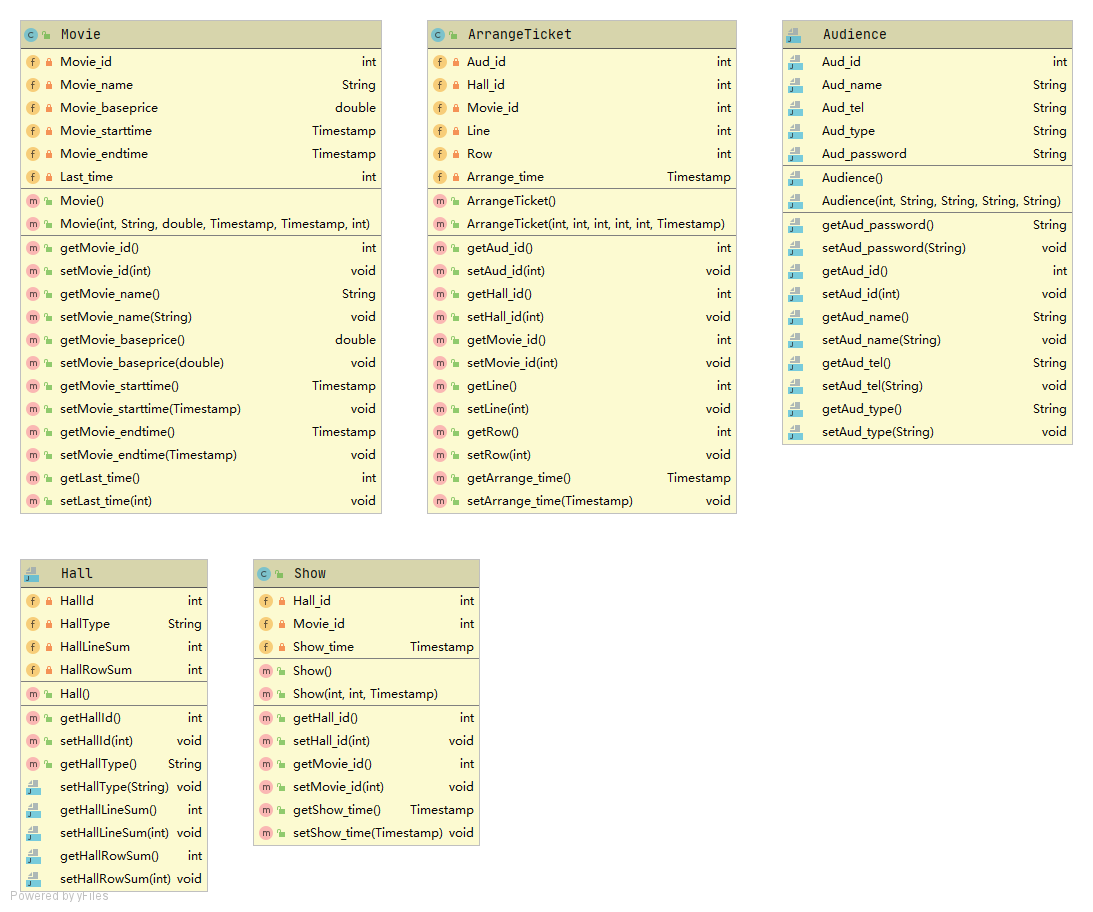 Movie
Movie_id int
Movie_name String
Movie_baseprice double
Movie_starttime Timestamp
Movie_endtime Timestamp
Last_time int
Movie()
Movie(int, String, double, Timestamp, Timestamp, int)
getMovie_id() int
setMovie_id(int) void
getMovie_name() String
setMovie_name(String) void
getMovie_baseprice() double
setMovie_baseprice(double) void
getMovie_starttime() Timestamp
setMovie_starttime(Timestamp) void
getMovie_endtime() Timestamp
setMovie_endtime(Timestamp) void
getLast_time() int
setLast_time(int) void
ArrangeTicket
Aud_id int
Hall_id int
Movie_id int
Line int
Row int
Arrange_time Timestamp
ArrangeTicket()
ArrangeTicket(int, int, int, int, int, Timestamp)
getAud_id() int
setAud_id(int) void
getHall_id() int
setHall_id(int) void
getMovie_id() int
setMovie_id(int) void
getLine() int
setLine(int) void
getRow() int
setRow(int) void
getArrange_time() Timestamp
setArrange_time(Timestamp) void
Audience
Aud_id int
Aud_name String
Aud_tel String
Aud_type String
Aud_password String
Audience()
Audience(int, String, String, String, String)
getAud_password() String
setAud_password(String) void
getAud_id() int
setAud_id(int) void
getAud_name() String
setAud_name(String) void
getAud_tel() String
setAud_tel(String) void
getAud_type() String
setAud_type(String) void
Hall
HallId int
HallType String
HallLineSum int
HallRowSum int
Hall()
getHallId() int
setHallId(int) void
getHallType() String
setHallType(String) void
getHallLineSum() int
setHallLineSum(int) void
getHallRowSum() int
setHallRowSum(int) void
Show
Hall_id int
Movie_id int
Show_time Timestamp
Show()
Show(int, int, Timestamp)
getHall_id() int
setHall_id(int) void
getMovie_id() int
setMovie_id(int) void
getShow_time() Timestamp
setShow_time(Timestamp) void
Powered by yFiles